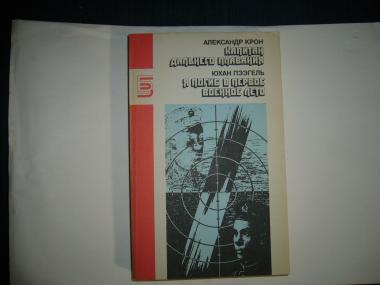 АЛЕКСАНДР КРОН
КАПИТАН
ДАЛЬНЕГО ПЛАВАНИЯ
ЮХАН ПЭЭГЕЛЬ
Я ПОГИБ В ПЕРВОЕ
ВОЕННОЕ ЛЕТО